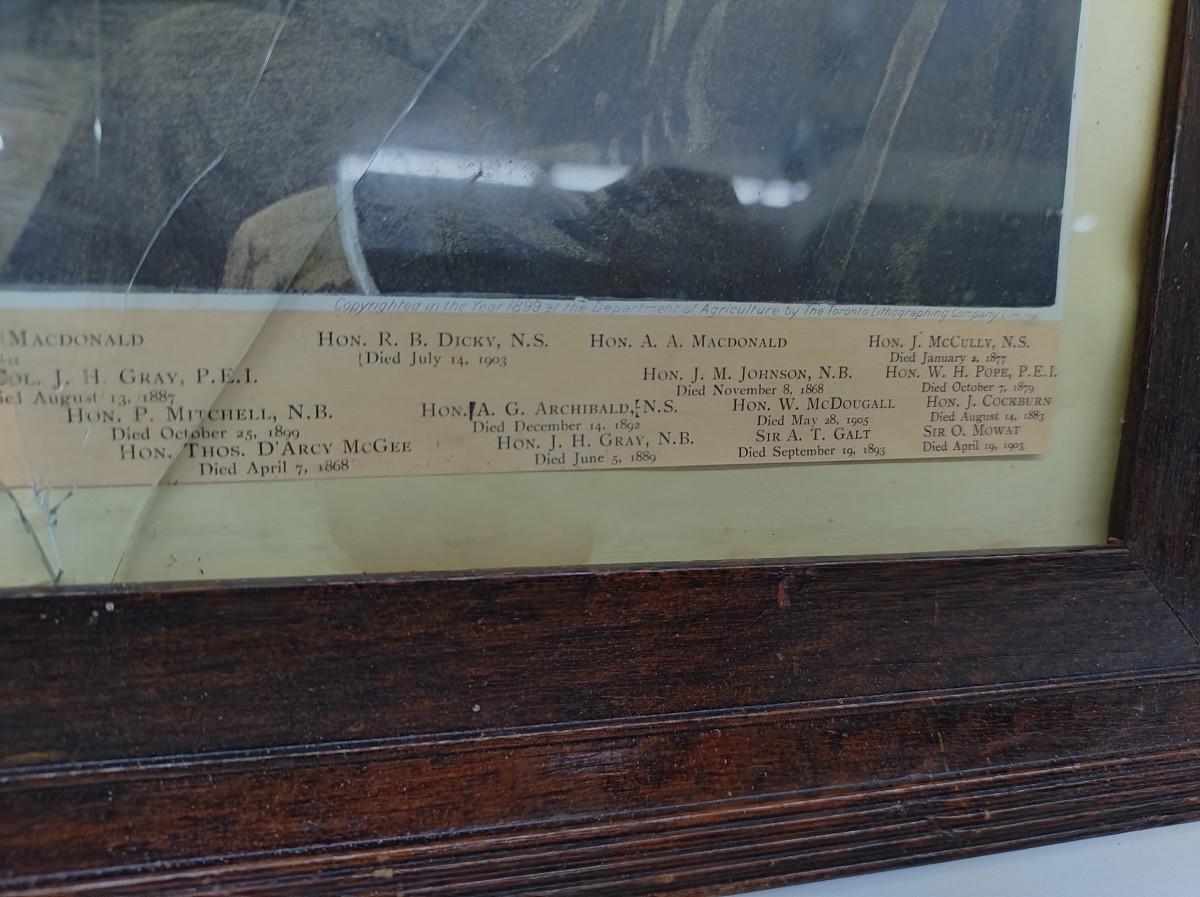 Copyrighted in the Year 1899 at the Department of Agriculture by The Toronto Lithographing Company Limited
MACDONALD HON. R. B. DICKY, N.S. HON. A. A. MACDONALD HON. J. MCCULLY, N.S.
Died July 14, 1903 Died January 2, 1877
COL. J. H. GRAY, P.E.I. HON. J. M. JOHNSON, N.B. HON. W. H. POPE, P.E.I.
Died August 13, 1887 Died November 8, 1868 Died October 7, 1879
HON. P. MITCHELL, N.B. HON. A. G. ARCHIBALD, N.S. HON. W. MCDOUGALL HON. J. COCKBURN
Died October 25, 1899 Died December 14, 1892 Died May 28, 1905 Died August 14, 1883
HON. THOS. D'ARCY MCGEE HON. J. H. GRAY, N.B. SIR A. T. GALT SIR O. MOWAT
Died April 7, 1868 Died June 5, 1889 Died September 19, 1893 Died April 19, 1903